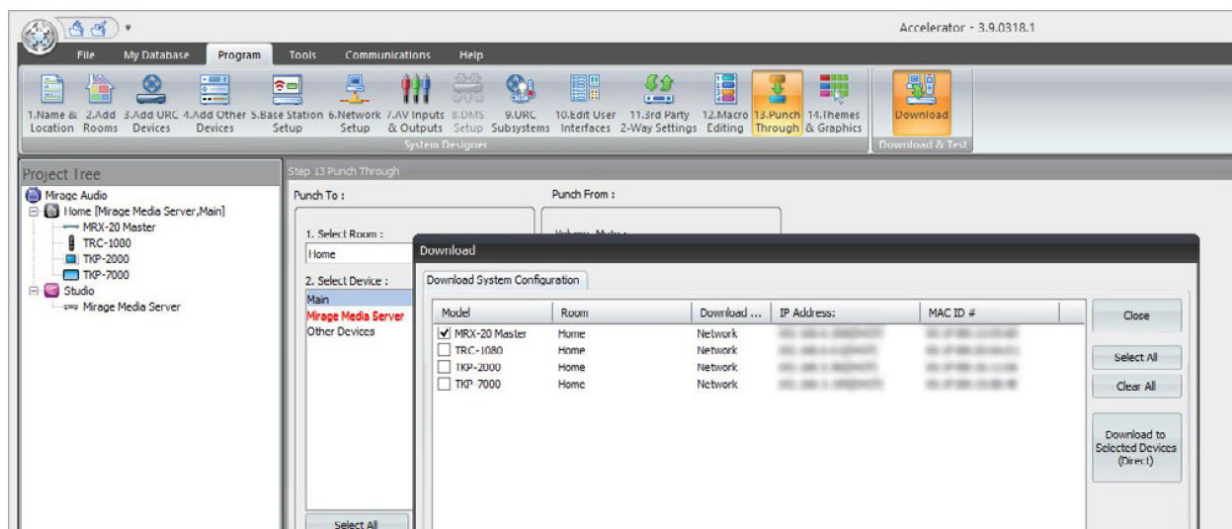 Accelerator - 3.9.0318.1
File My Database Program Tools Communications Help
1.Name & Location 2.Add Rooms 3.Add URC Devices 4.Add Other Devices 5.Base Station Setup 6.Network Setup 7.AV Inputs & Outputs 8.DMS Setup 9.URC Subsystems 10.Edit User Interfaces 11.3rd Party 2-Way Settings 12.Macro Editing 13.Punch Through 14.Themes & Graphics Download
System Designer Download & Test
Project Tree
Mirage Audio
Home [Mirage Media Server,Main]
MRX-20 Master
TRC-1080
TKP-2000
TKP-7000
Studio
Mirage Media Server
Step 13 Punch Through
Punch To : Punch From :
1. Select Room :
Home
2. Select Device :
Main
Mirage Media Server
Other Devices
Select All
Download
Download System Configuration
Model Room Download ... IP Address: MAC ID #
MRX-20 Master Home Network
TRC-1080 Home Network
TKP-2000 Home Network
TKP-7000 Home Network
Close
Select All
Clear All
Download to
Selected Devices
(Direct)